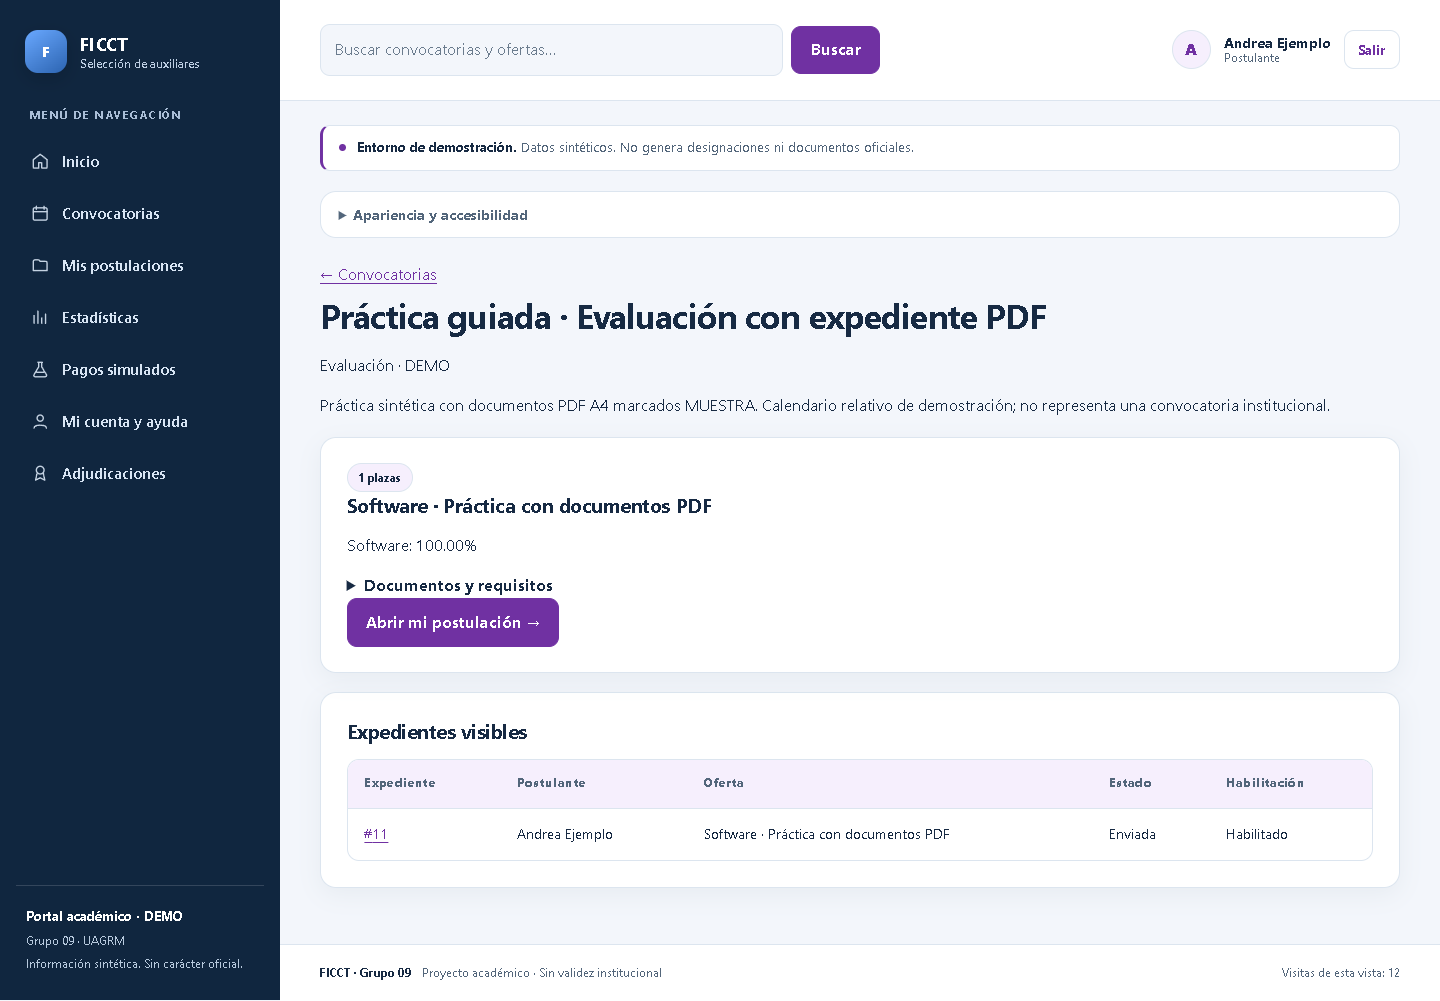 F
FICCT
Selección de auxiliares
MENÚ DE NAVEGACIÓN
Inicio
Convocatorias
Mis postulaciones
Estadísticas
Pagos simulados
Mi cuenta y ayuda
Adjudicaciones
Portal académico · DEMO
Grupo 09 · UAGRM
Información sintética. Sin carácter oficial.
Buscar convocatorias y ofertas...
Buscar
A
Andrea Ejemplo
Postulante
Salir
Entorno de demostración. Datos sintéticos. No genera designaciones ni documentos oficiales.
Apariencia y accesibilidad
← Convocatorias
Práctica guiada · Evaluación con expediente PDF
Evaluación · DEMO
Práctica sintética con documentos PDF A4 marcados MUESTRA. Calendario relativo de demostración; no representa una convocatoria institucional.
1 plazas
Software · Práctica con documentos PDF
Software: 100.00%
Documentos y requisitos
Abrir mi postulación →
Expedientes visibles
Expediente Postulante Oferta Estado Habilitación
#11 Andrea Ejemplo Software · Práctica con documentos PDF Enviada Habilitado
FICCT · Grupo 09 Proyecto académico · Sin validez institucional Visitas de esta vista: 12